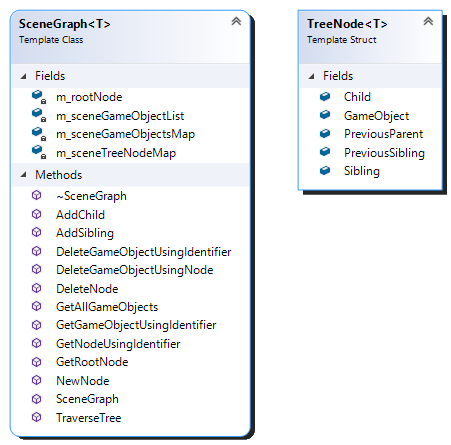 SceneGraph<T>
Template Class
Fields
m_rootNode
m_sceneGameObjectList
m_sceneGameObjectsMap
m_sceneTreeNodeMap
Methods
~SceneGraph
AddChild
AddSibling
DeleteGameObjectUsingIdentifier
DeleteGameObjectUsingNode
DeleteNode
GetAllGameObjects
GetGameObjectUsingIdentifier
GetNodeUsingIdentifier
GetRootNode
NewNode
SceneGraph
TraverseTree
TreeNode<T>
Template Struct
Fields
Child
GameObject
PreviousParent
PreviousSibling
Sibling